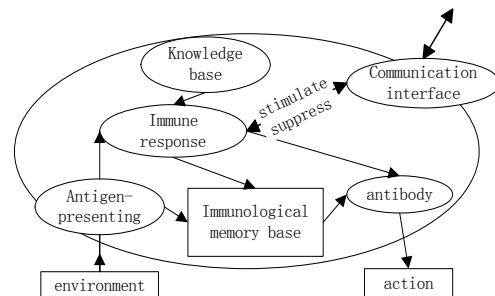 Knowledge
base
Communication
interface
stimulate
suppress
Immune
response
Antigen-
presenting
Immunological
memory base
antibody
environment
action